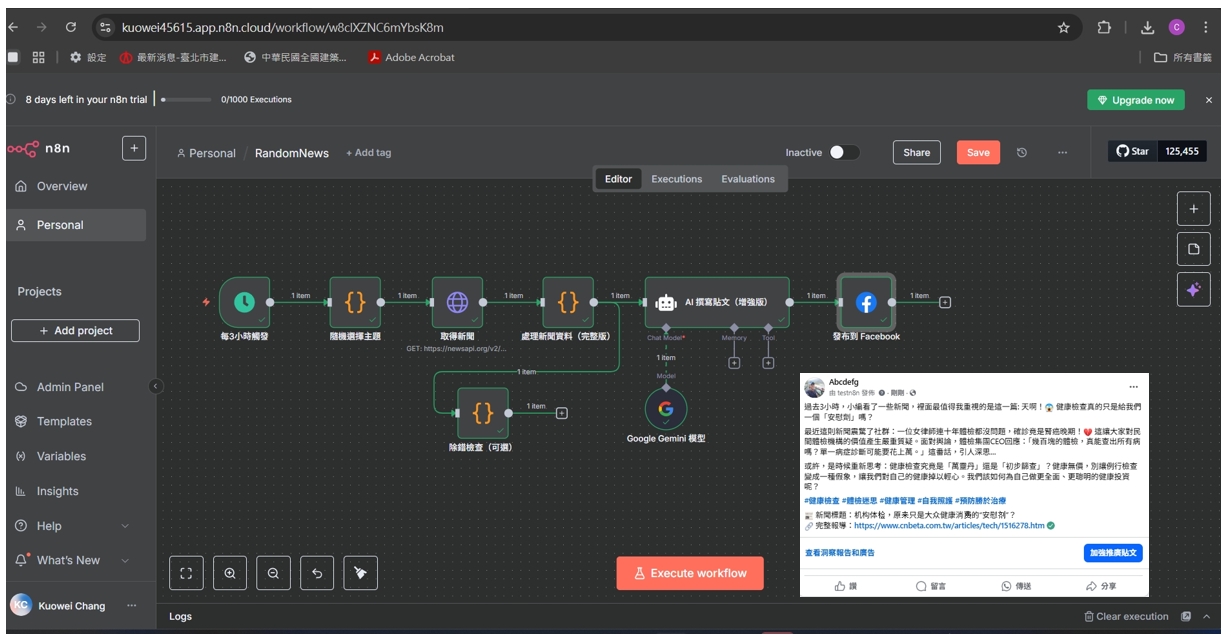 kuowei45615.app.n8n.cloud/workflow/w8clXZNC6mYbsK8m
設定
最新消息-臺北市建...
中華民國全國建築...
Adobe Acrobat
所有書籤
8 days left in your n8n trial
0/1000 Executions
Upgrade now
n8n
Personal / RandomNews + Add tag
Inactive
Share
Save
Star 125,455
Editor
Executions
Evaluations
Overview
Personal
Projects
+ Add project
Admin Panel
Templates
Variables
Insights
Help
What's New
KC Kuowei Chang
1 item
1 item
1 item
1 item
AI 撰寫貼文（增強版）
1 item
1 item
每3小時觸發
隨機選擇主題
取得新聞
GET: https://newsapi.org/v2/...
處理新聞資料（完整版）
Chat Model*
Memory
Tool
發布到 Facebook
1 item
1 item
Model
1 item
除錯檢查（可選）
Google Gemini 模型
Abcdefg
由 testn8n 發佈 · 剛剛 ·
過去3小時，小編看了一些新聞，裡面最值得我重視的是這一篇: 天啊！😱 健康檢查真的只是給我們
一個「安慰劑」嗎？
最近這則新聞震驚了社群：一位女律師連十年體檢都沒問題，確診竟是腎癌晚期！💔 這讓大家對民
間體檢機構的價值產生嚴重質疑。面對輿論，體檢集團CEO回應：「幾百塊的體檢，真能查出所有病
嗎？單一病症診斷可能要花上萬。」這番話，引人深思...
或許，是時候重新思考：健康檢查究竟是「萬靈丹」還是「初步篩查」？健康無價，別讓例行檢查
變成一種假象，讓我們對自己的健康掉以輕心。我們該如何為自己做更全面、更聰明的健康投資
呢？
#健康檢查 #體檢迷思 #健康管理 #自我照護 #預防勝於治療
📰 新聞標題：机构体检，原来只是大众健康消费的“安慰剂”？
🔗 完整報導：https://www.cnbeta.com.tw/articles/tech/1516278.htm
查看洞察報告和廣告
加強推廣貼文
讚
留言
傳送
分享
Execute workflow
Logs
Clear execution